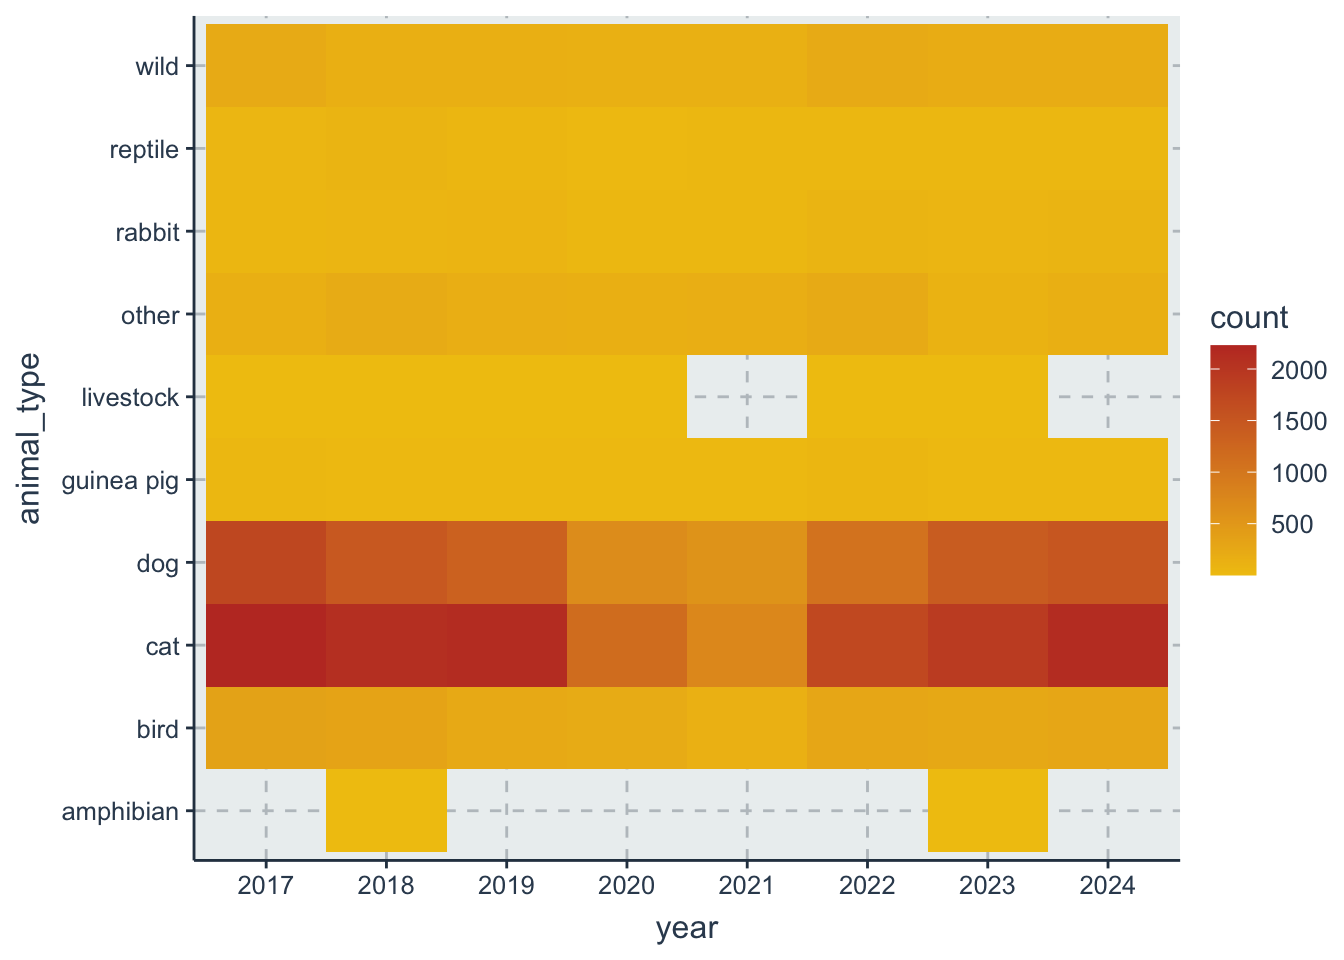 wild
reptile
rabbit
other
livestock
guinea pig
dog
cat
bird
amphibian
animal_type
2017 2018 2019 2020 2021 2022 2023 2024
year
count
2000
1500
1000
500